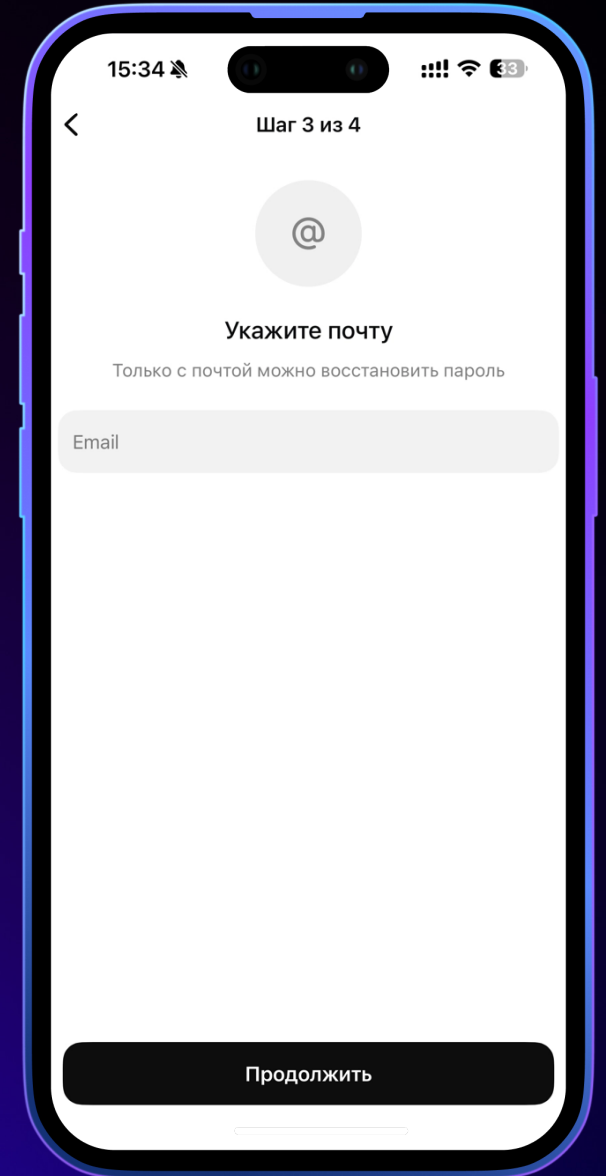 15:34
33
Шаг 3 из 4
@
Укажите почту
Только с почтой можно восстановить пароль
Email
Продолжить